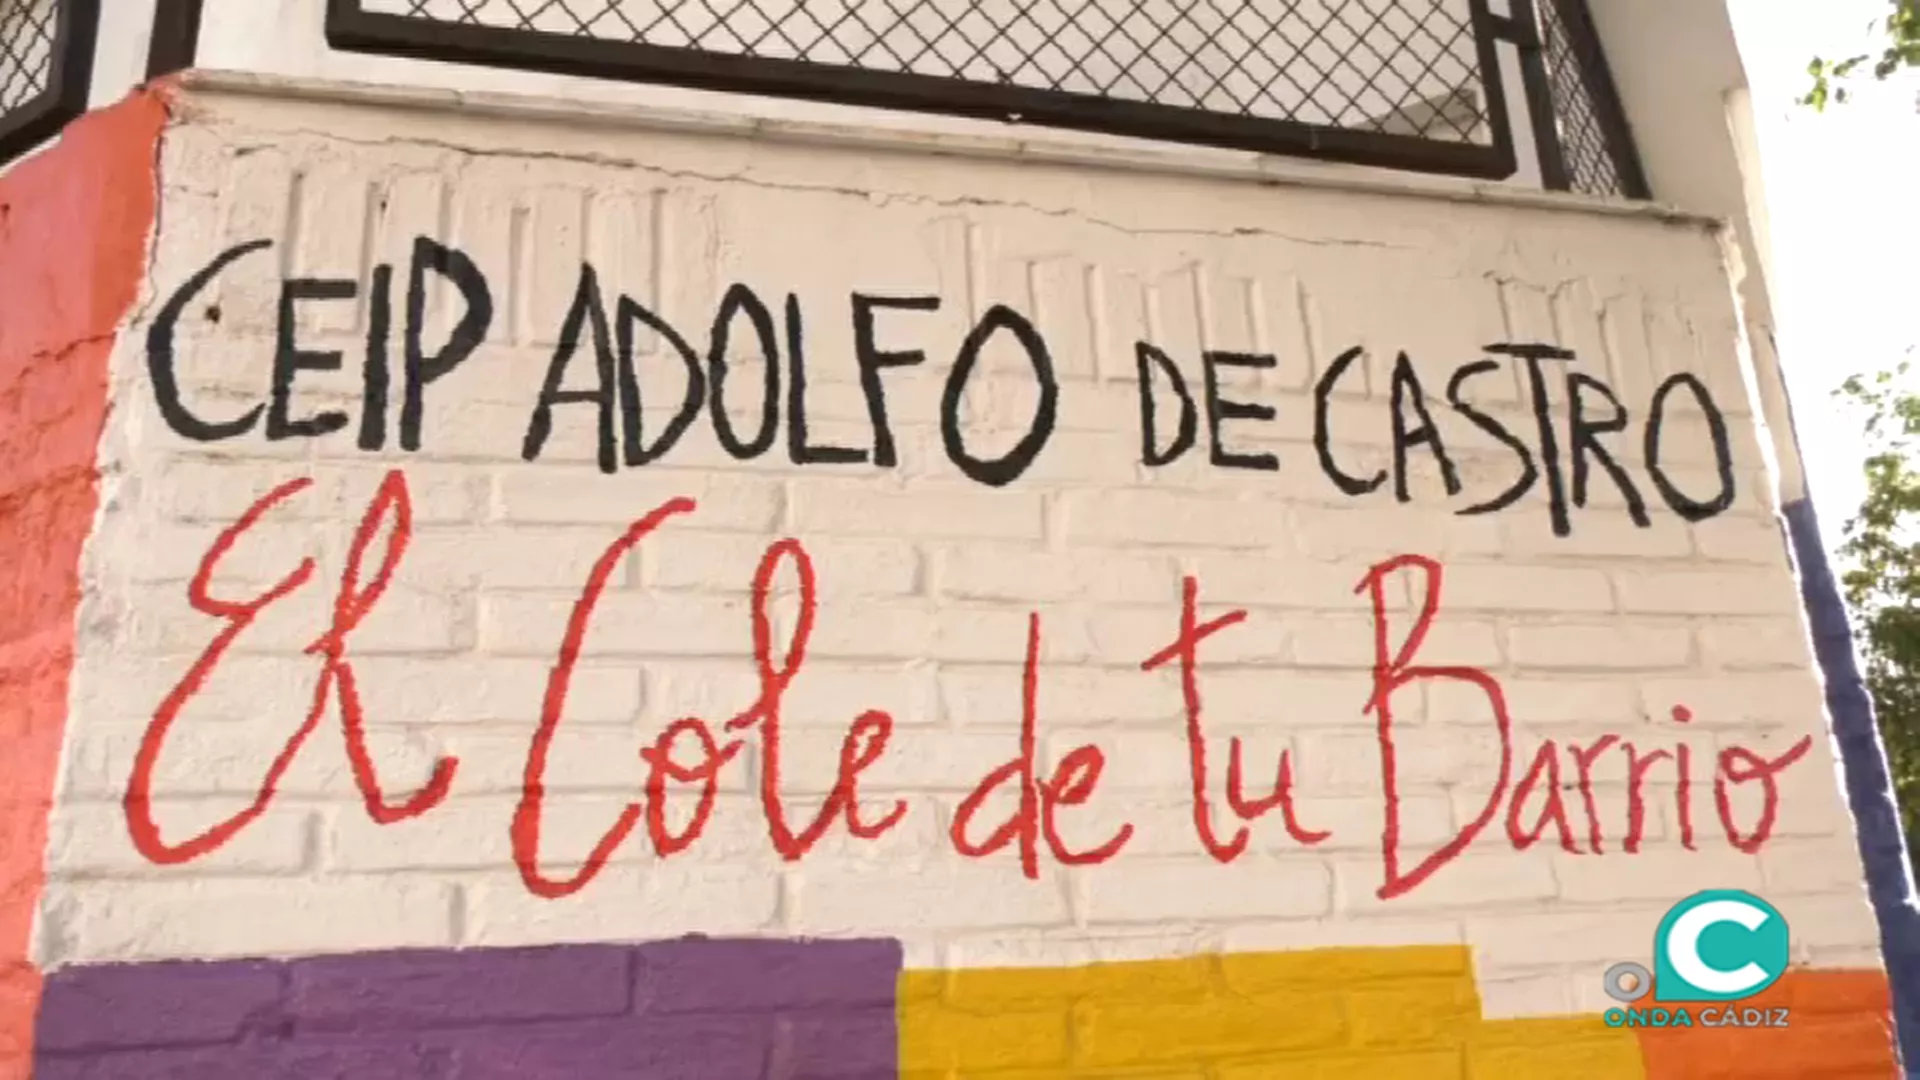 CEIP ADOLFO DE CASTRO
El Cole de tu Barrio
ONDA CÁDIZ